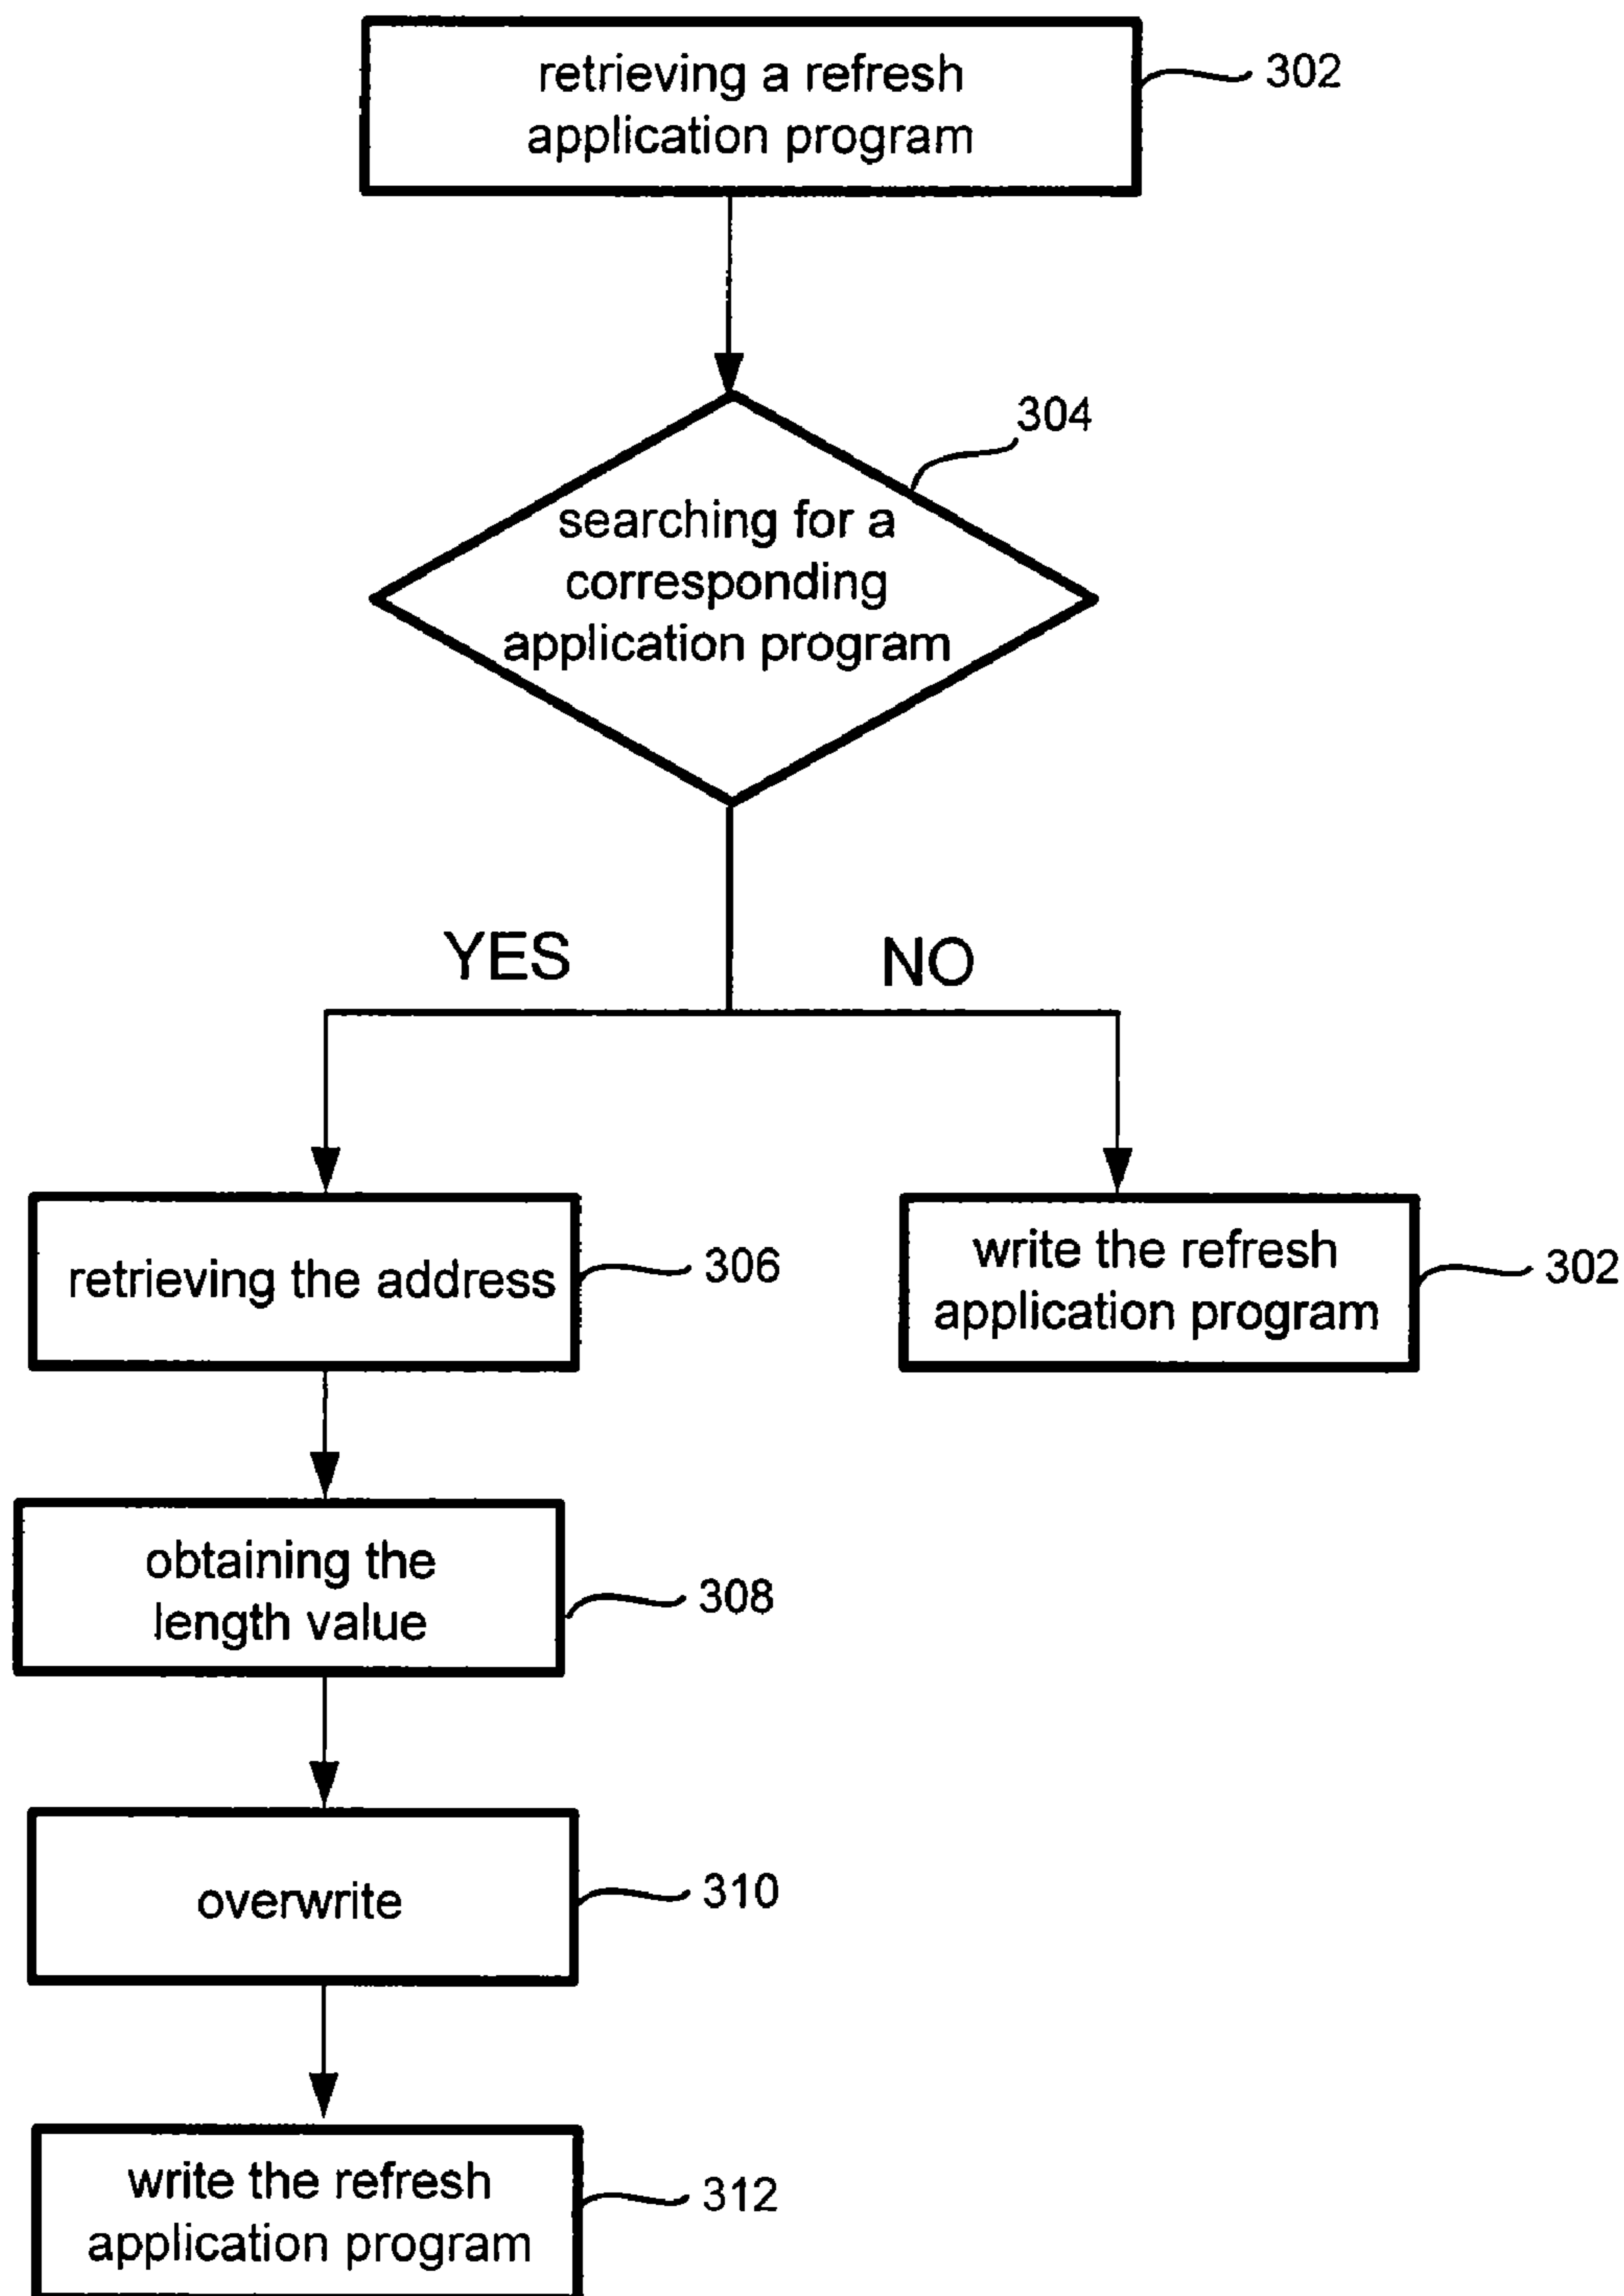 retrieving a refresh
application program
302
304
searching for a
corresponding
application program
YES
NO
retrieving the address
306
write the refresh
application program
302
obtaining the
length value
308
overwrite
310
write the refresh
application program
312